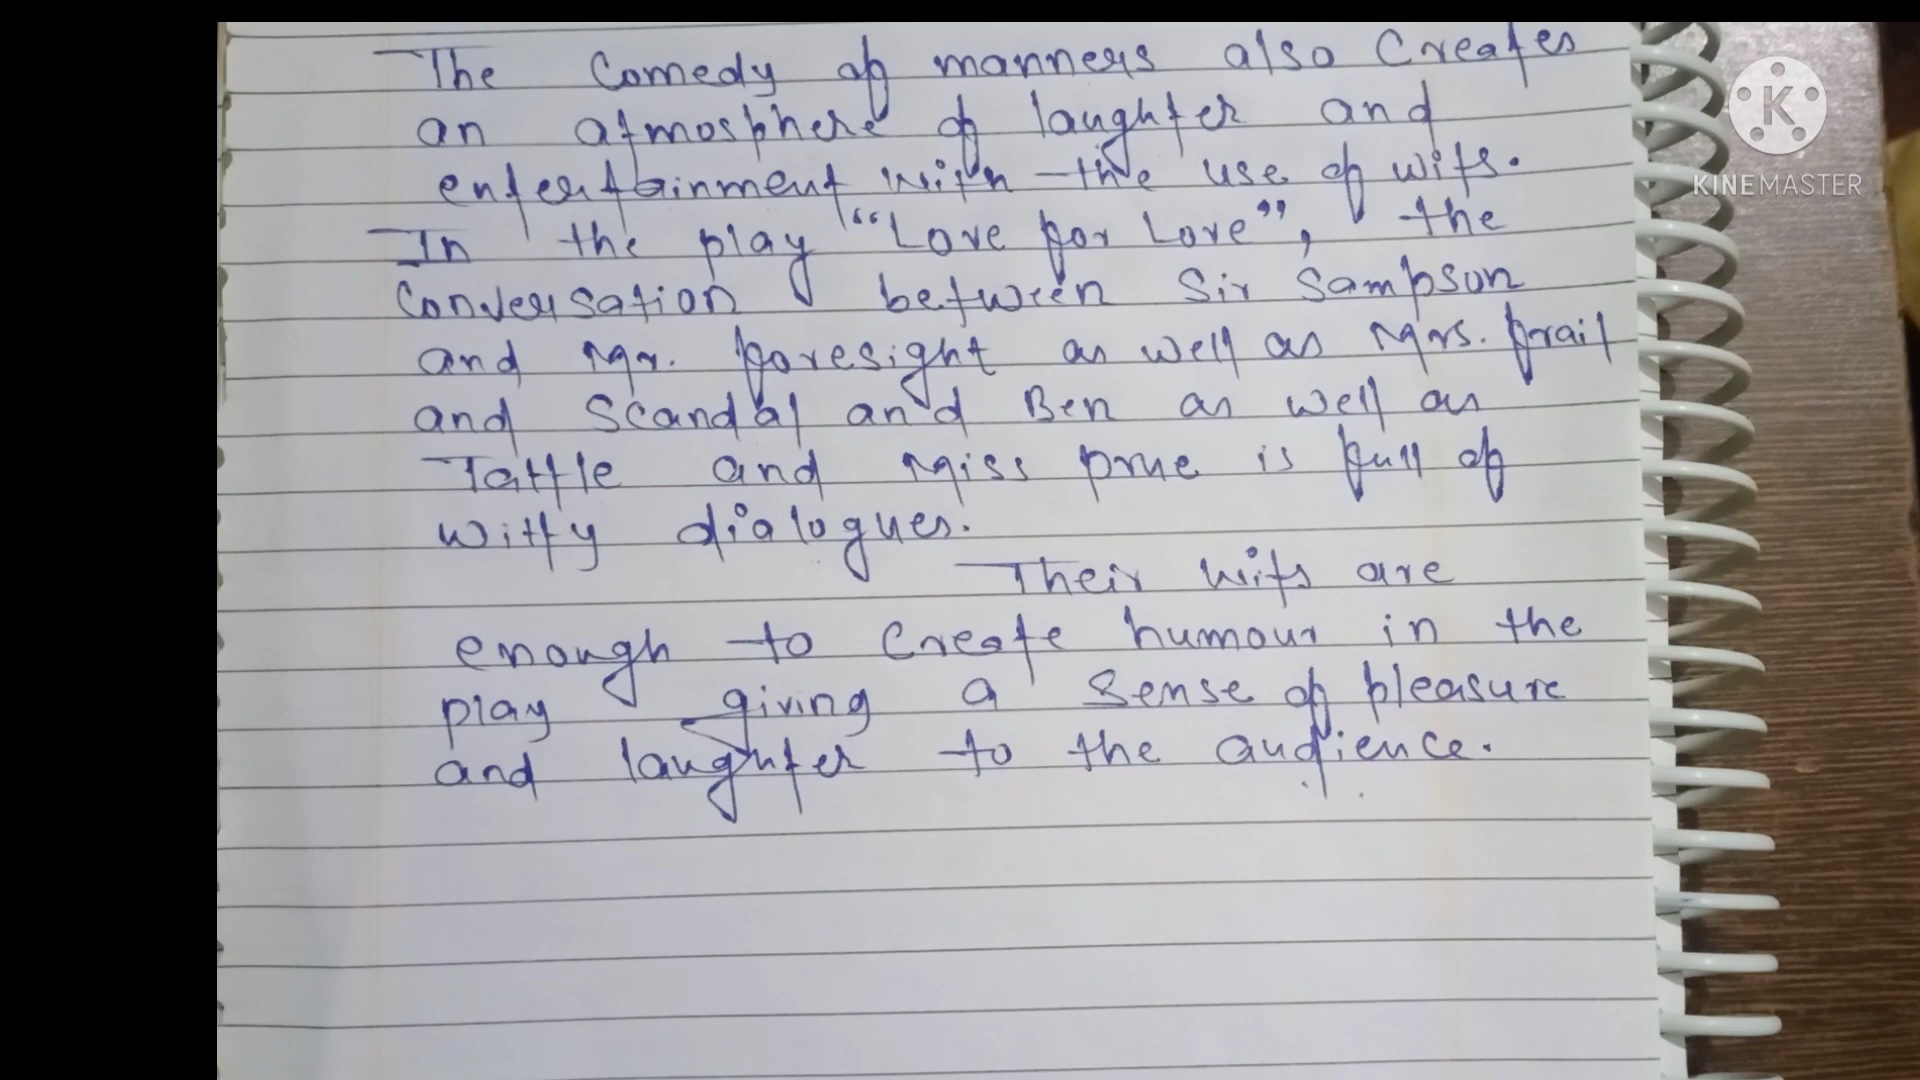 The Comedy of manners also Creates
an atmosphere of laughter and
entertainment with the use of wits.
In the play "Love for Love", the
Conversation between Sir Sampson
and Mr. foresight as well as Mrs. frail
and Scandal and Ben as well as
Tattle and Miss prue is full of
witty dialogues.
Their wits are
enough to Create humour in the
play giving a sense of pleasure
and laughter to the audience.
KINEMASTER